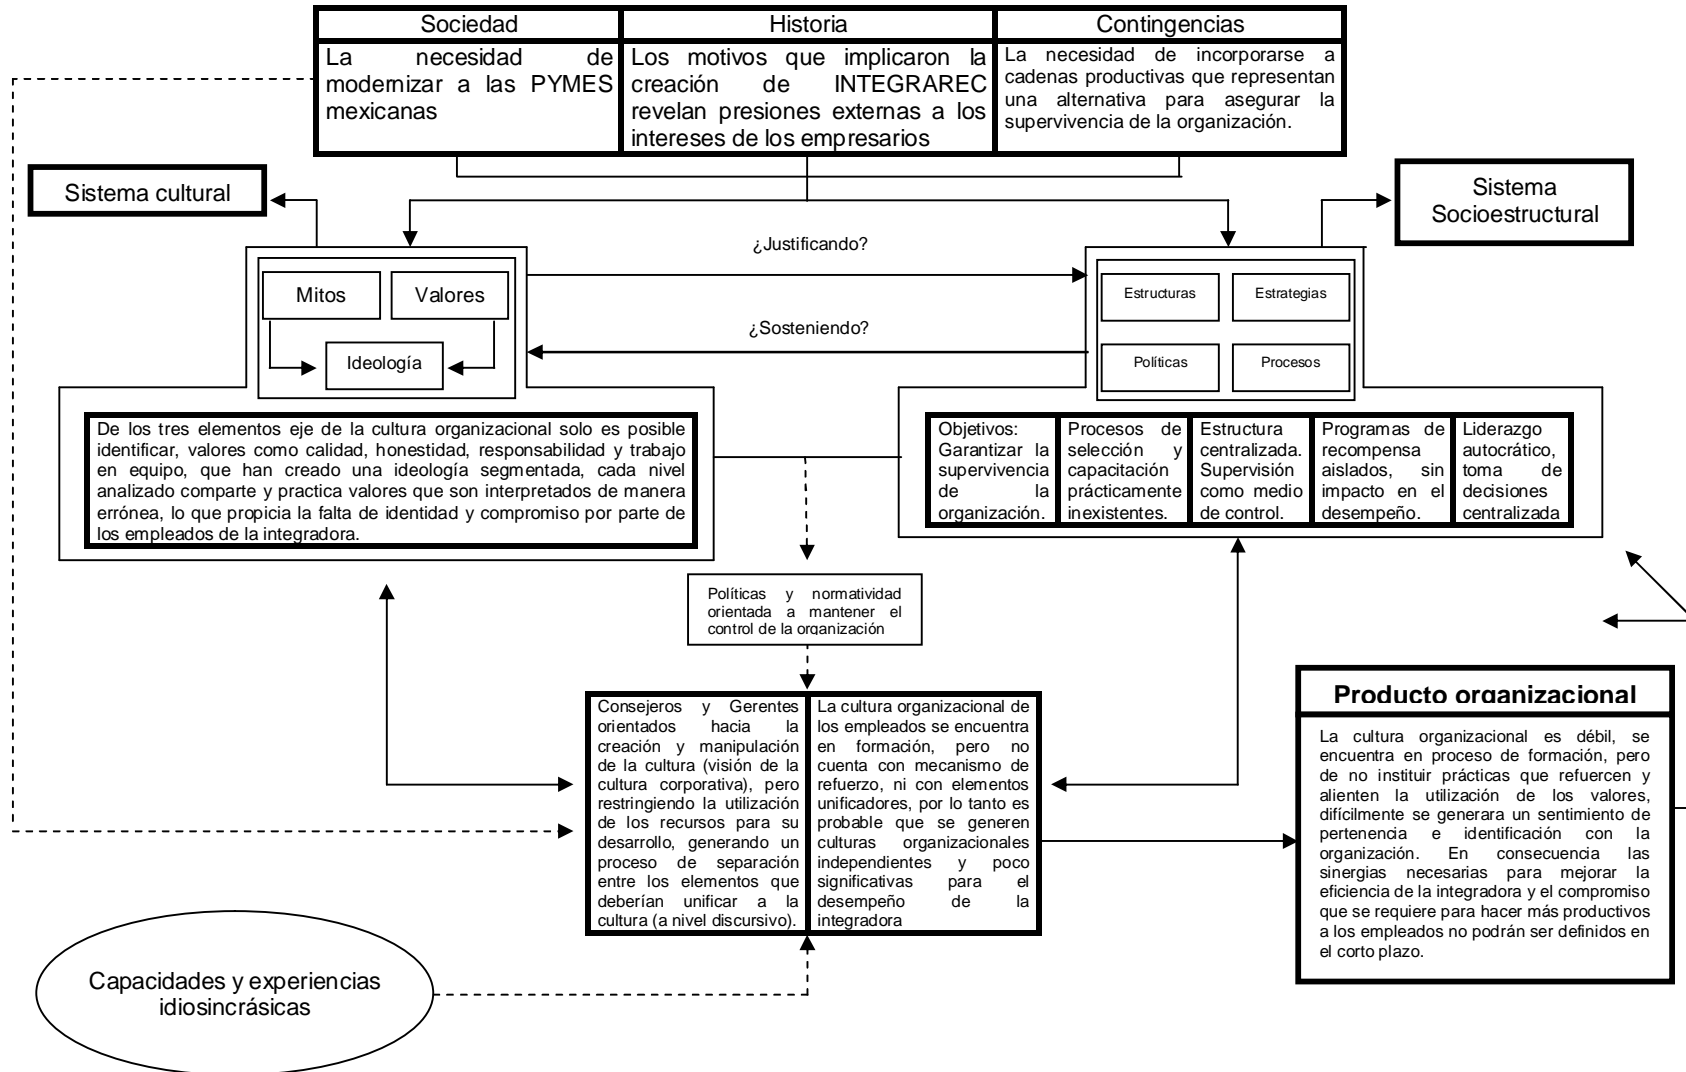 Sociedad
Historia
Contingencias
La necesidad de
modernizar a las PYMES
mexicanas
Los motivos que implicaron la
creación de INTEGRAREC
revelan presiones externas a los
intereses de los empresarios
La necesidad de incorporarse a
cadenas productivas que representan
una alternativa para asegurar la
supervivencia de la organización.
Sistema cultural
Sistema
Socioestructural
¿Justificando?
Mitos
Valores
Ideología
¿Sosteniendo?
Estructuras
Estrategias
Políticas
Procesos
De los tres elementos eje de la cultura organizacional solo es posible
identificar, valores como calidad, honestidad, responsabilidad y trabajo
en equipo, que han creado una ideología segmentada, cada nivel
analizado comparte y practica valores que son interpretados de manera
errónea, lo que propicia la falta de identidad y compromiso por parte de
los empleados de la integradora.
Objetivos:
Garantizar la
supervivencia
de la
organización.
Procesos de
selección y
capacitación
prácticamente
inexistentes.
Estructura
centralizada.
Supervisión
como medio
de control.
Programas de
recompensa
aislados, sin
impacto en el
desempeño.
Liderazgo
autocrático,
toma de
decisiones
centralizada
Políticas y normatividad
orientada a mantener el
control de la organización
Consejeros y Gerentes
orientados hacia la
creación y manipulación
de la cultura (visión de la
cultura corporativa), pero
restringiendo la utilización
de los recursos para su
desarrollo, generando un
proceso de separación
entre los elementos que
deberían unificar a la
cultura (a nivel discursivo).
La cultura organizacional de
los empleados se encuentra
en formación, pero no
cuenta con mecanismo de
refuerzo, ni con elementos
unificadores, por lo tanto es
probable que se generen
culturas organizacionales
independientes y poco
significativas para el
desempeño de la
integradora
Producto organizacional
La cultura organizacional es débil, se
encuentra en proceso de formación, pero
de no instituir prácticas que refuercen y
alienten la utilización de los valores,
difícilmente se generara un sentimiento de
pertenencia e identificación con la
organización. En consecuencia las
sinergias necesarias para mejorar la
eficiencia de la integradora y el compromiso
que se requiere para hacer más productivos
a los empleados no podrán ser definidos en
el corto plazo.
Capacidades y experiencias
idiosincrásicas